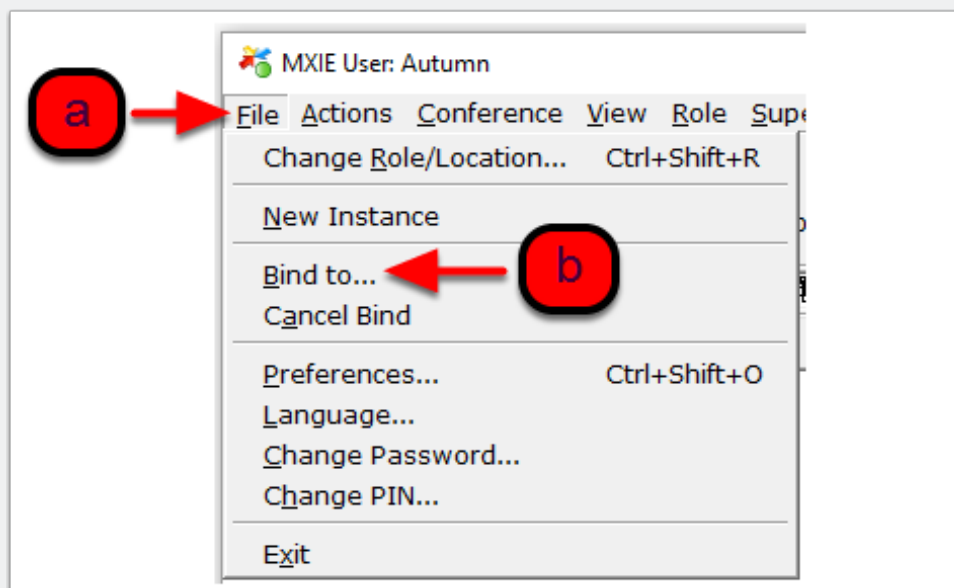 MXIE User: Autumn
a
File Actions Conference View Role Supe
Change Role/Location... Ctrl+Shift+R
New Instance
Bind to...
b
Cancel Bind
Preferences... Ctrl+Shift+O
Language...
Change Password...
Change PIN...
Exit